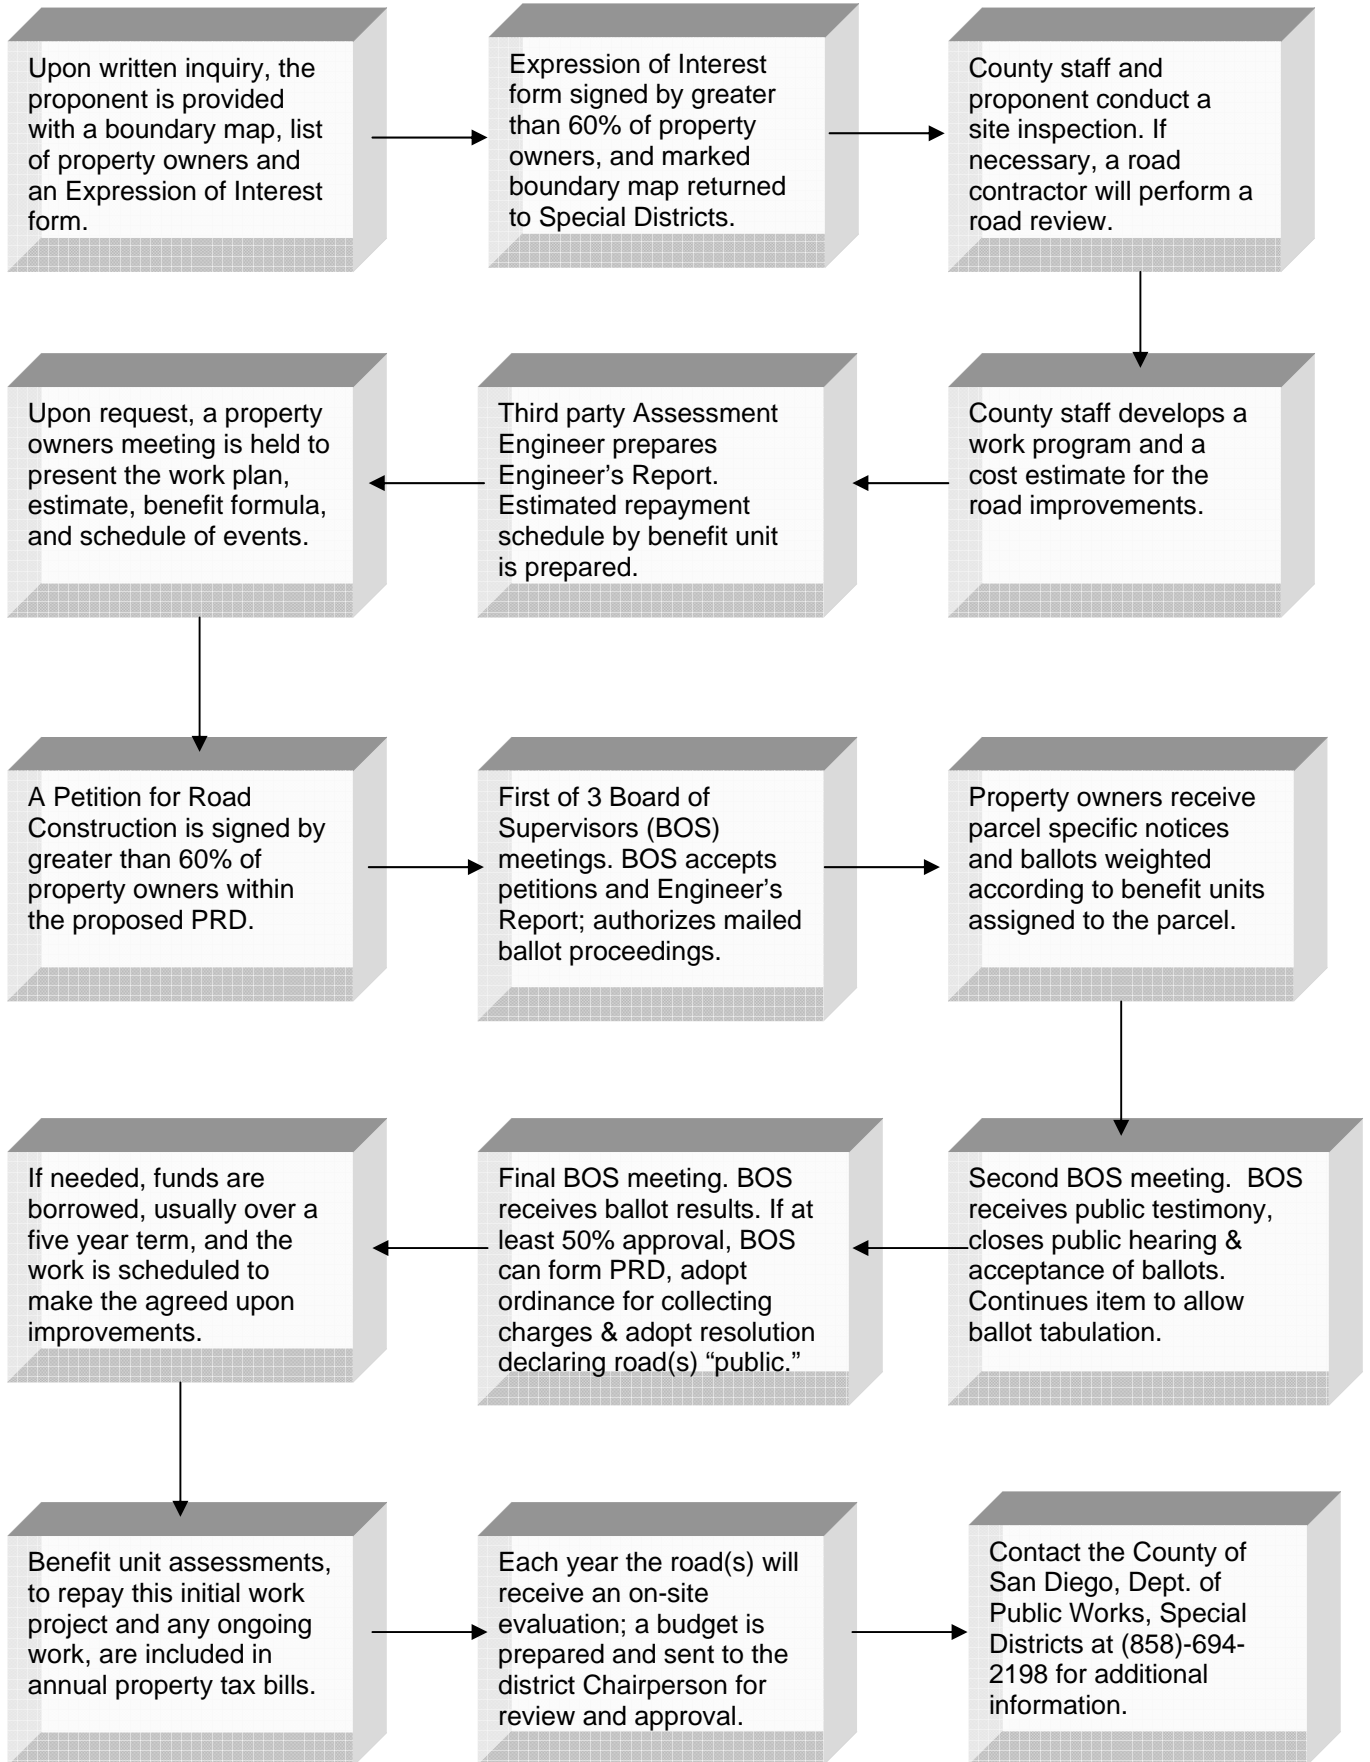 Upon written inquiry, the
proponent is provided
with a boundary map, list
of property owners and
an Expression of Interest
form.
Expression of Interest
form signed by greater
than 60% of property
owners, and marked
boundary map returned
to Special Districts.
County staff and
proponent conduct a
site inspection. If
necessary, a road
contractor will perform a
road review.
County staff develops a
work program and a
cost estimate for the
road improvements.
Third party Assessment
Engineer prepares
Engineer’s Report.
Estimated repayment
schedule by benefit unit
is prepared.
Upon request, a property
owners meeting is held to
present the work plan,
estimate, benefit formula,
and schedule of events.
A Petition for Road
Construction is signed by
greater than 60% of
property owners within
the proposed PRD.
First of 3 Board of
Supervisors (BOS)
meetings. BOS accepts
petitions and Engineer’s
Report; authorizes mailed
ballot proceedings.
Property owners receive
parcel specific notices
and ballots weighted
according to benefit units
assigned to the parcel.
Second BOS meeting.  BOS
receives public testimony,
closes public hearing &
acceptance of ballots.
Continues item to allow
ballot tabulation.
Final BOS meeting. BOS
receives ballot results. If at
least 50% approval, BOS
can form PRD, adopt
ordinance for collecting
charges & adopt resolution
declaring road(s) “public.”
If needed, funds are
borrowed, usually over a
five year term, and the
work is scheduled to
make the agreed upon
improvements.
Benefit unit assessments,
to repay this initial work
project and any ongoing
work, are included in
annual property tax bills.
Each year the road(s) will
receive an on-site
evaluation; a budget is
prepared and sent to the
district Chairperson for
review and approval.
Contact the County of
San Diego, Dept. of
Public Works, Special
Districts at (858)-694-
2198 for additional
information.